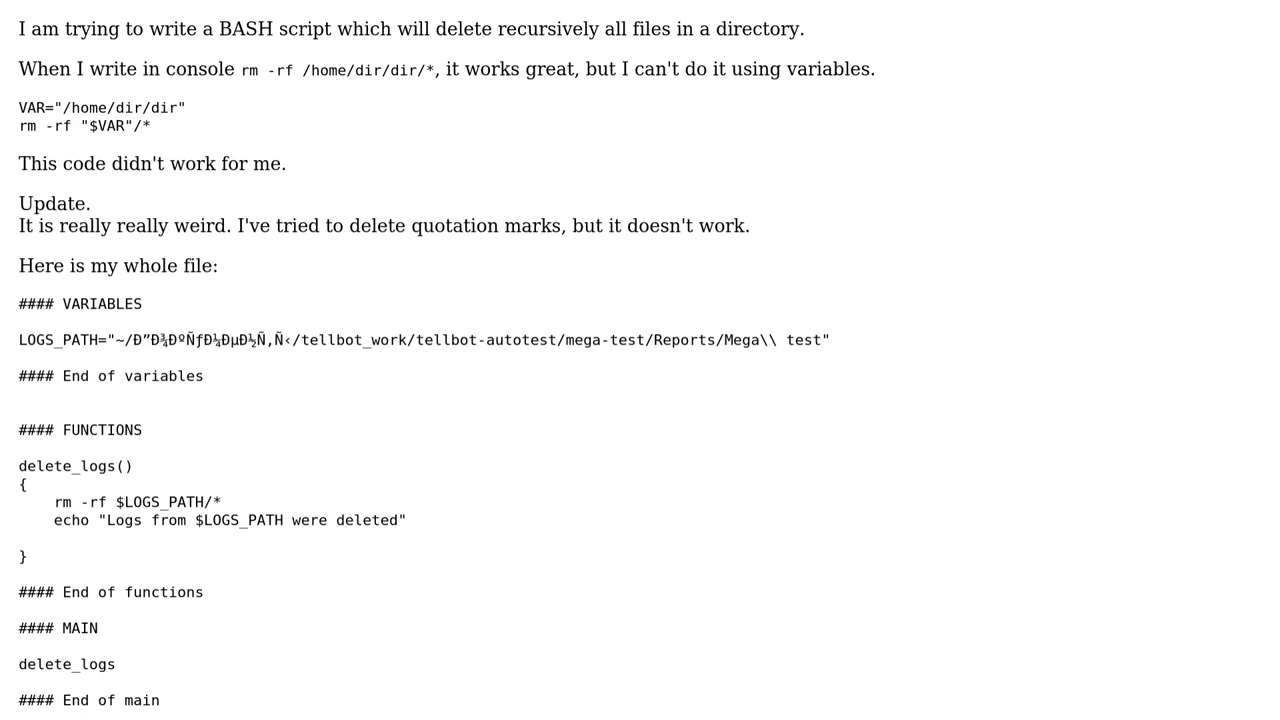 I am trying to write a BASH script which will delete recursively all files in a directory.
When I write in console rm -rf /home/dir/dir/*, it works great, but I can't do it using variables.
VAR="/home/dir/dir"
rm -rf "$VAR"/*
This code didn't work for me.
Update.
It is really really weird. I've tried to delete quotation marks, but it doesn't work.
Here is my whole file:
#### VARIABLES
LOGS_PATH="~/Ð”Ð¾ÐºÑƒÐ¼ÐµÐ½Ñ‚Ñ‹/tellbot_work/tellbot-autotest/mega-test/Reports/Mega\\ test"
#### End of variables
#### FUNCTIONS
delete_logs()
{
    rm -rf $LOGS_PATH/*
    echo "Logs from $LOGS_PATH were deleted"
}
#### End of functions
#### MAIN
delete_logs
#### End of main